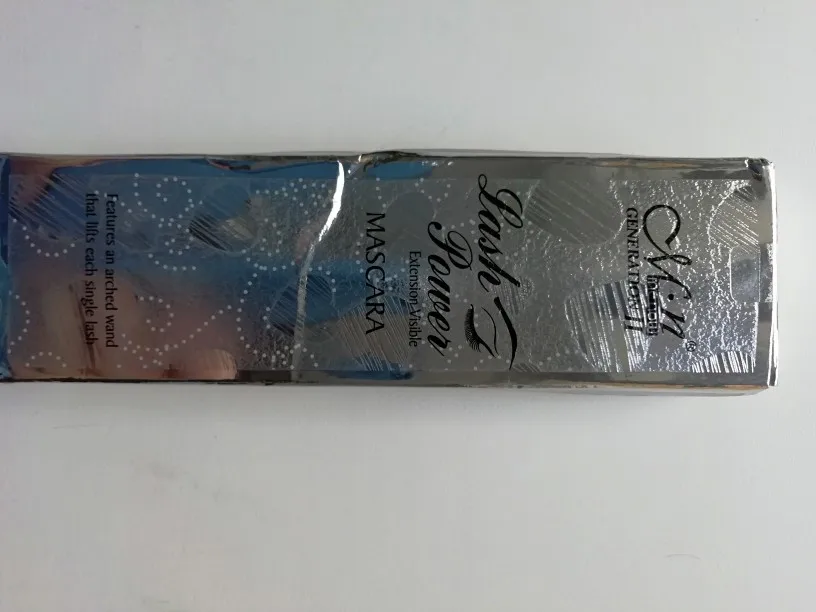 M.n®
GENERATION II
Lash
Power
Extension Visible
MASCARA
Features an arched wand
that lifts each single lash